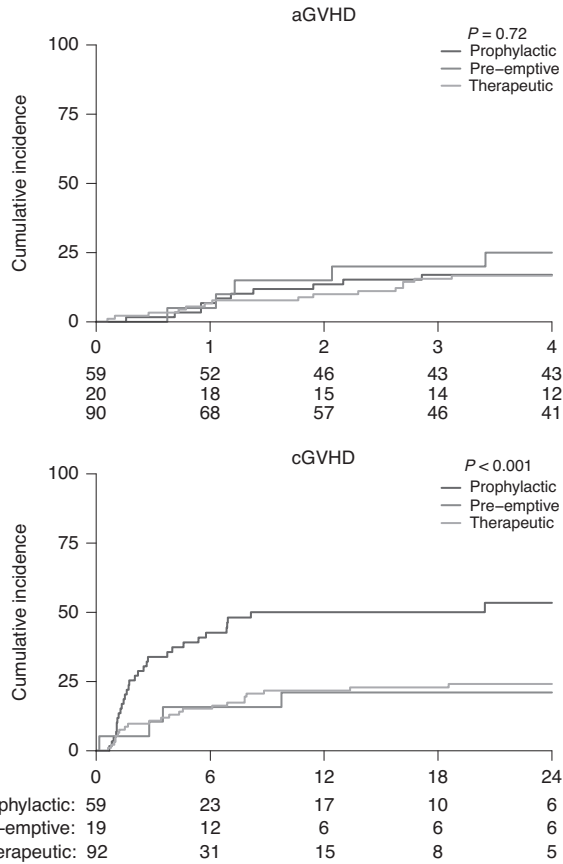 aGVHD
P = 0.72
Prophylactic
Pre–emptive
Therapeutic
Cumulative incidence
100
75
50
25
0
0 1 2 3 4
59 52 46 43 43
20 18 15 14 12
90 68 57 46 41
cGVHD
P < 0.001
Prophylactic
Pre–emptive
Therapeutic
Cumulative incidence
100
75
50
25
0
0 6 12 18 24
phylactic: 59 23 17 10 6
-emptive: 19 12 6 6 6
erapeutic: 92 31 15 8 5